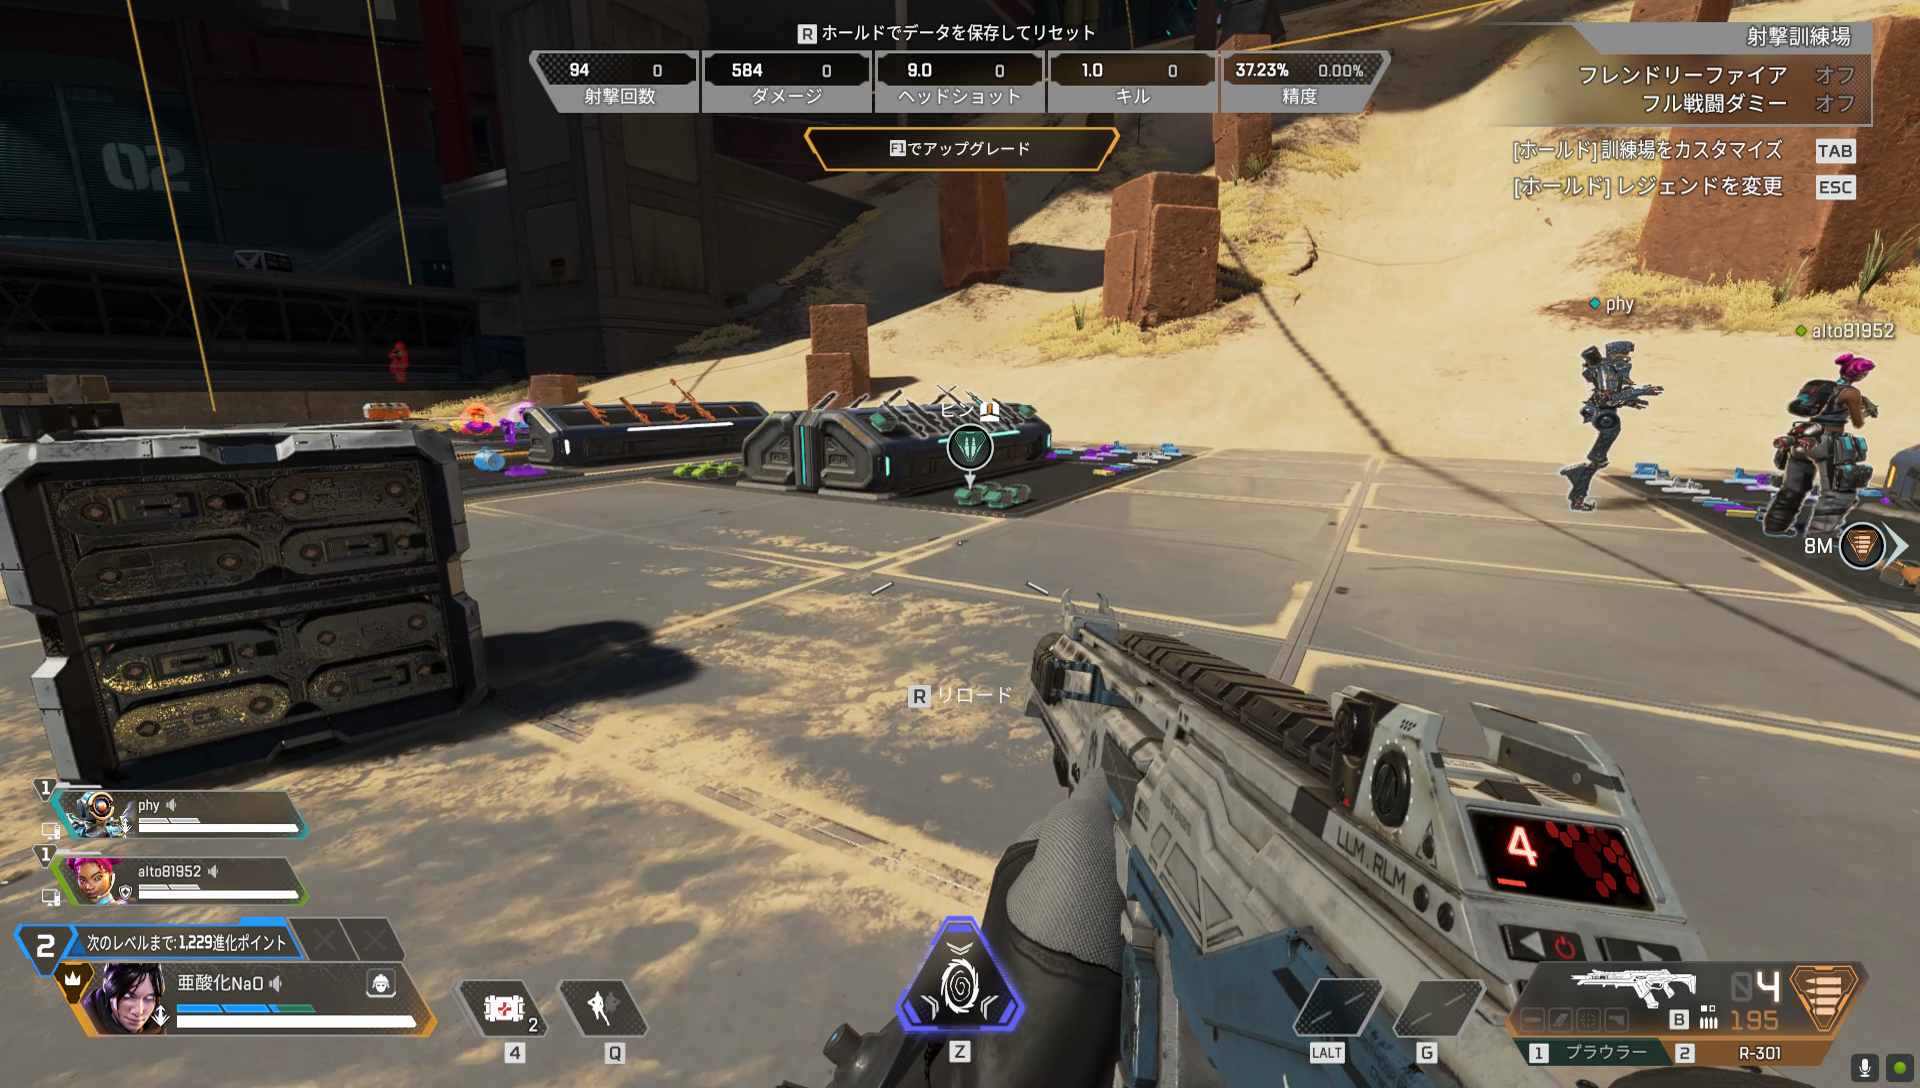 R ホールドでデータを保存してリセット
94 0 584 0 9.0 0 1.0 0 37.23% 0.00%
射撃回数 ダメージ ヘッドショット キル 精度
F1でアップグレード
射撃訓練場
フレンドリーファイア オフ
フル戦闘ダミー オフ
[ホールド]訓練場をカスタマイズ TAB
[ホールド]レジェンドを変更 ESC
02
phy
alto81952
ピン
8M
R リロード
LLM.RLM
4
1
phy
1
alto81952
2 次のレベルまで:1,229進化ポイント
亜酸化NaO
2
4 Q Z LALT G
04
B 195
1 プラウラー 2 R-301